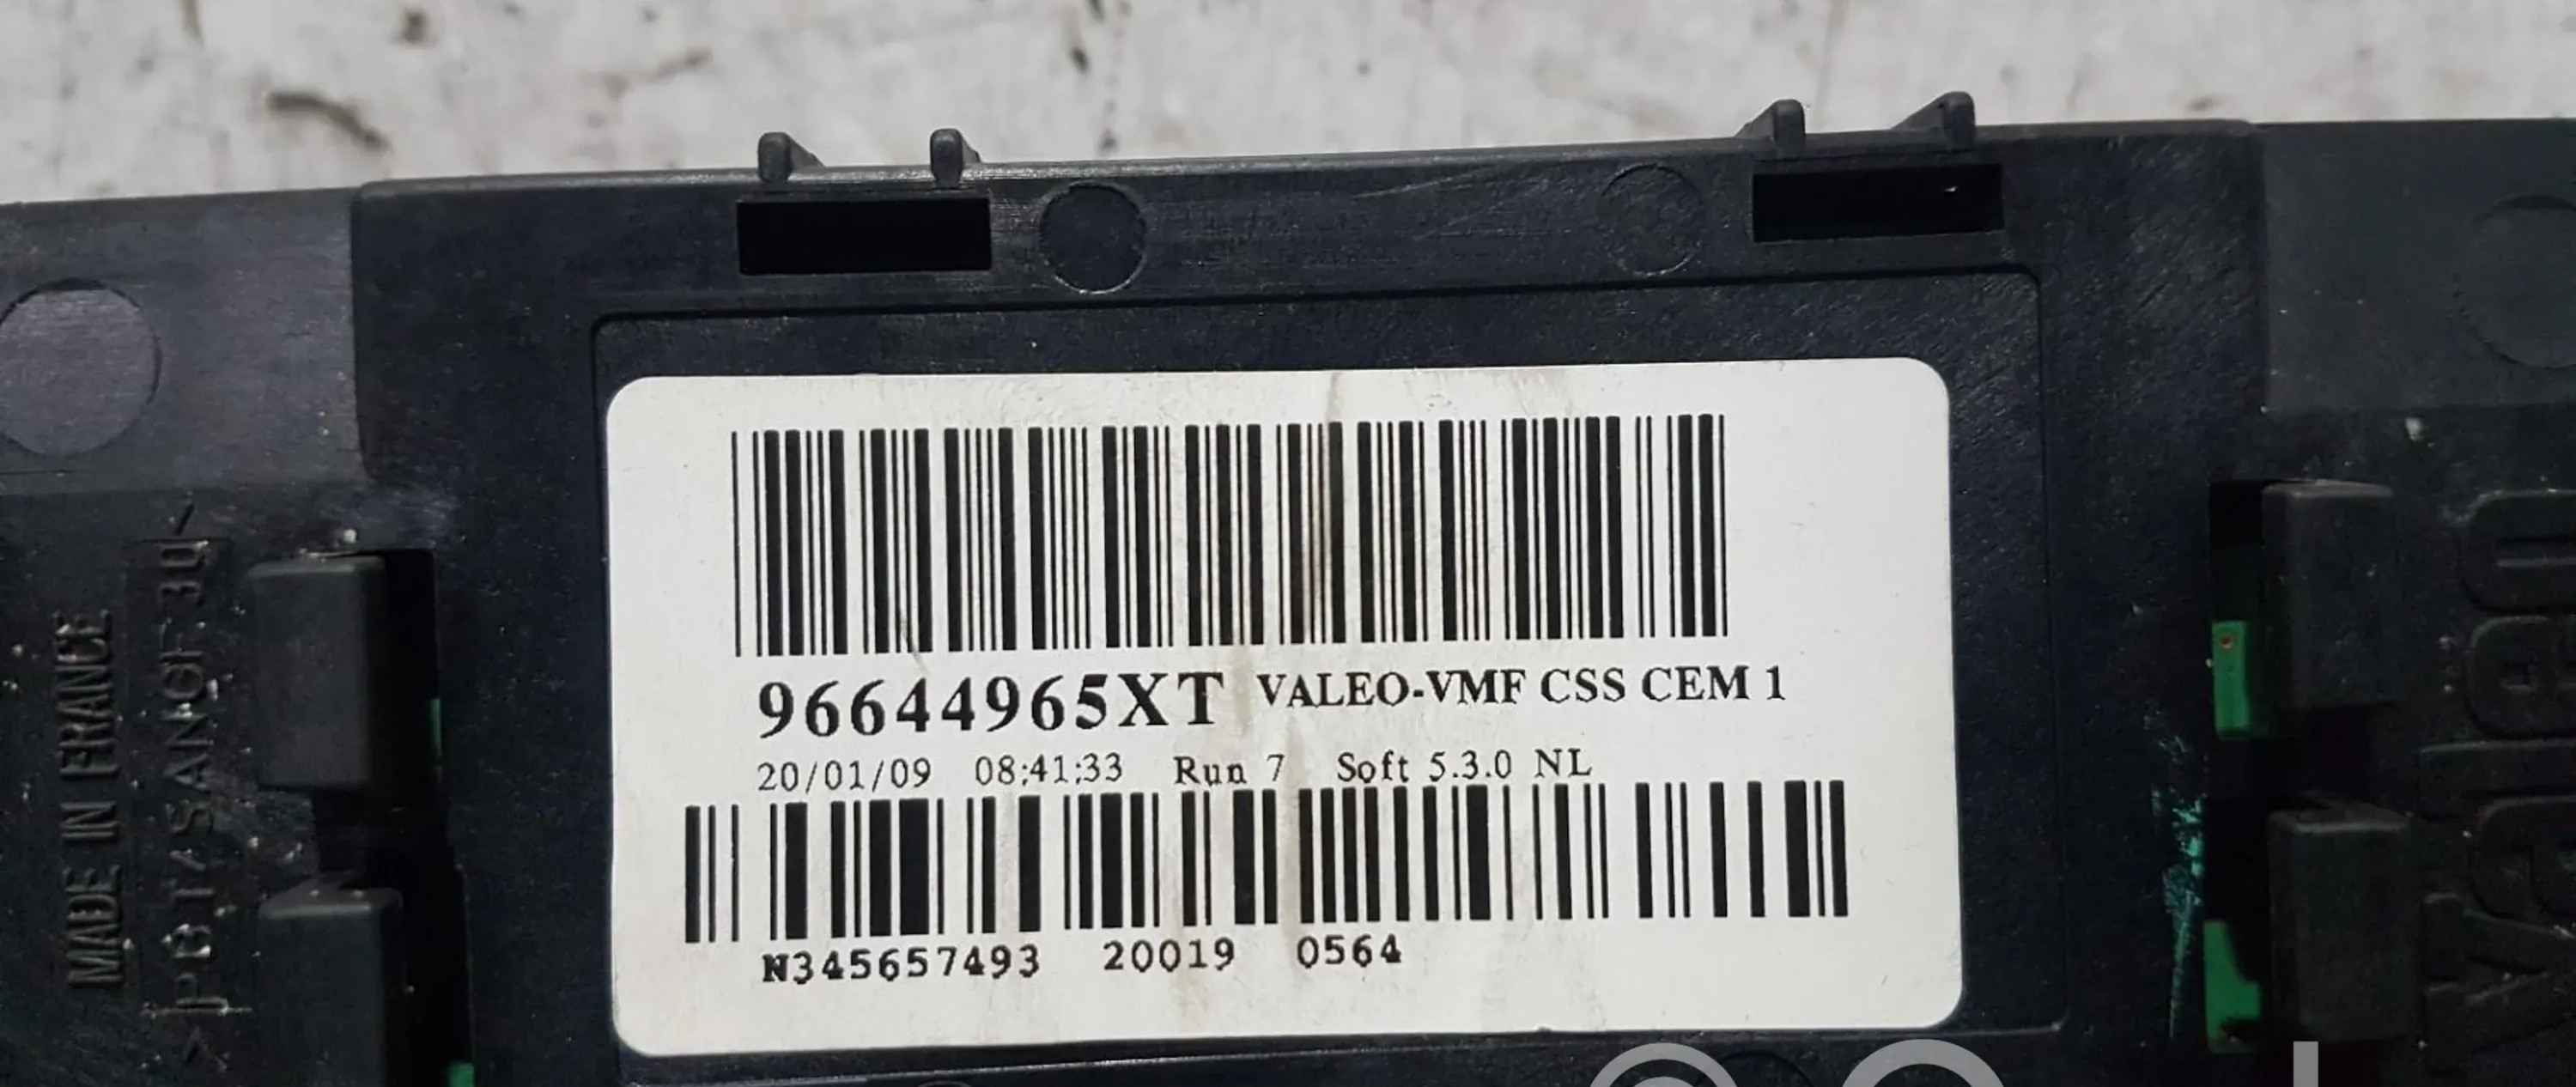 96644965XT VALEO-VMF CSS CEM 1
20/01/09 08:41:33 Run 7 Soft 5.3.0 NL
N345657493 20019 0564
MADE IN FRANCE
Valeo